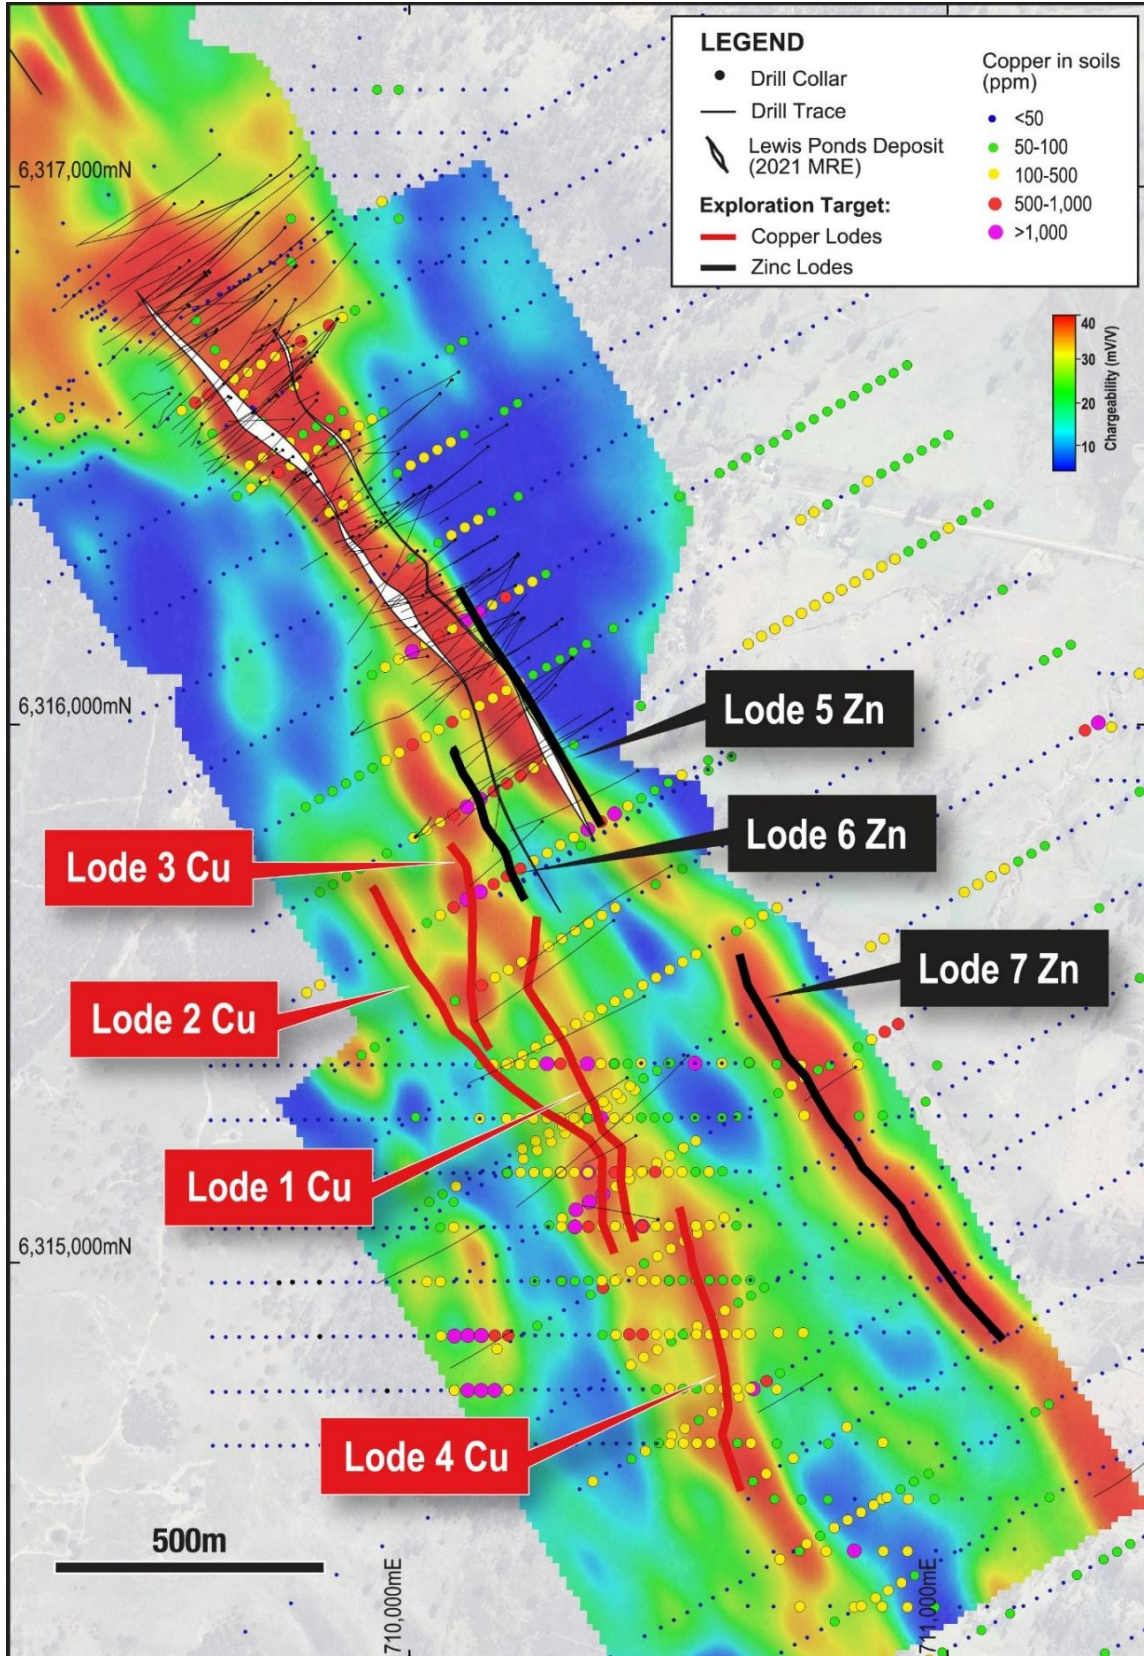 LEGEND
Drill Collar
Drill Trace
Lewis Ponds Deposit
(2021 MRE)
Exploration Target:
Copper Lodes
Zinc Lodes
Copper in soils
(ppm)
<50
50-100
100-500
500-1,000
>1,000
6,317,000mN
40
30
20
10
Chargeability (mV/V)
Lode 5 Zn
6,316,000mN
Lode 6 Zn
Lode 3 Cu
Lode 7 Zn
Lode 2 Cu
Lode 1 Cu
6,315,000mN
Lode 4 Cu
500m
710,000mE
711,000mE